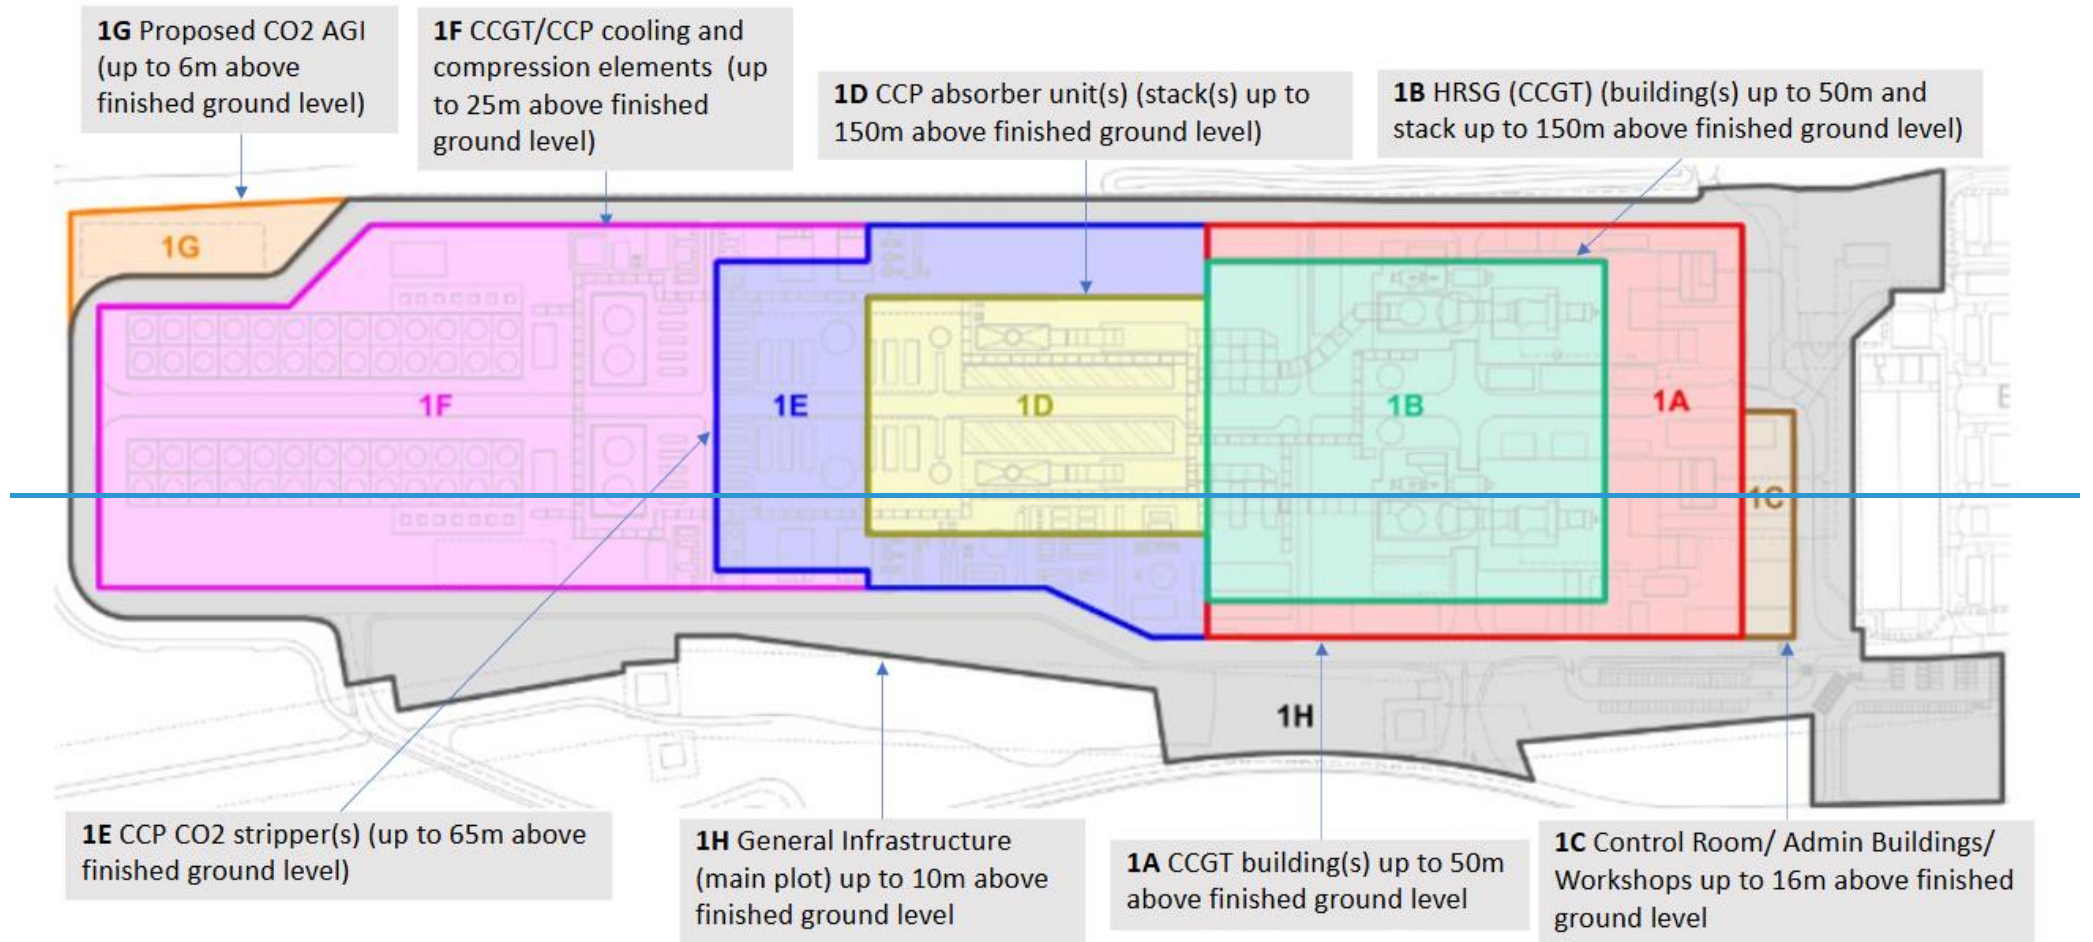 1G Proposed CO2 AGI
(up to 6m above
finished ground level)
1F CCGT/CCP cooling and
compression elements (up
to 25m above finished
ground level)
1D CCP absorber unit(s) (stack(s) up to
150m above finished ground level)
1B HRSG (CCGT) (building(s) up to 50m and
stack up to 150m above finished ground level)
1G
1F
1E
1D
1B
1A
1C
1H
1E CCP CO2 stripper(s) (up to 65m above
finished ground level)
1H General Infrastructure
(main plot) up to 10m above
finished ground level
1A CCGT building(s) up to 50m
above finished ground level
1C Control Room/ Admin Buildings/
Workshops up to 16m above finished
ground level